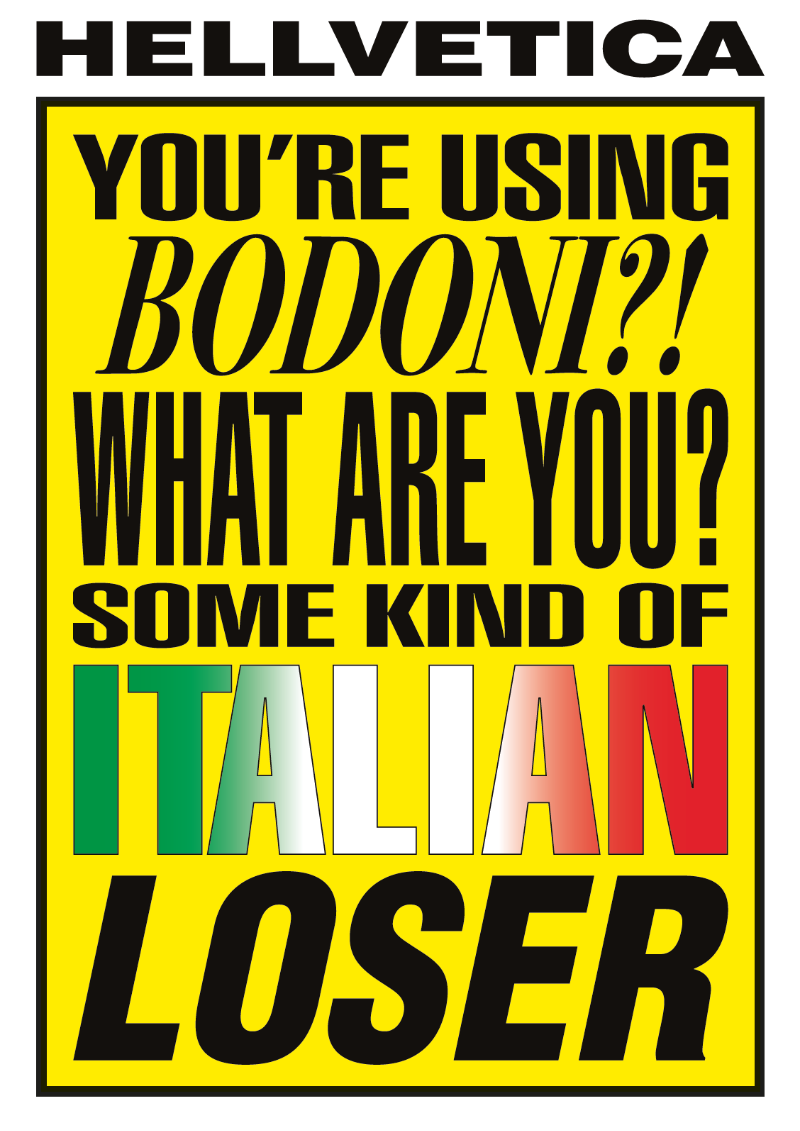 HELLVETICA
YOU’RE USING
BODONI?!
WHAT ARE YOU?
SOME KIND OF
ITALIAN
LOSER